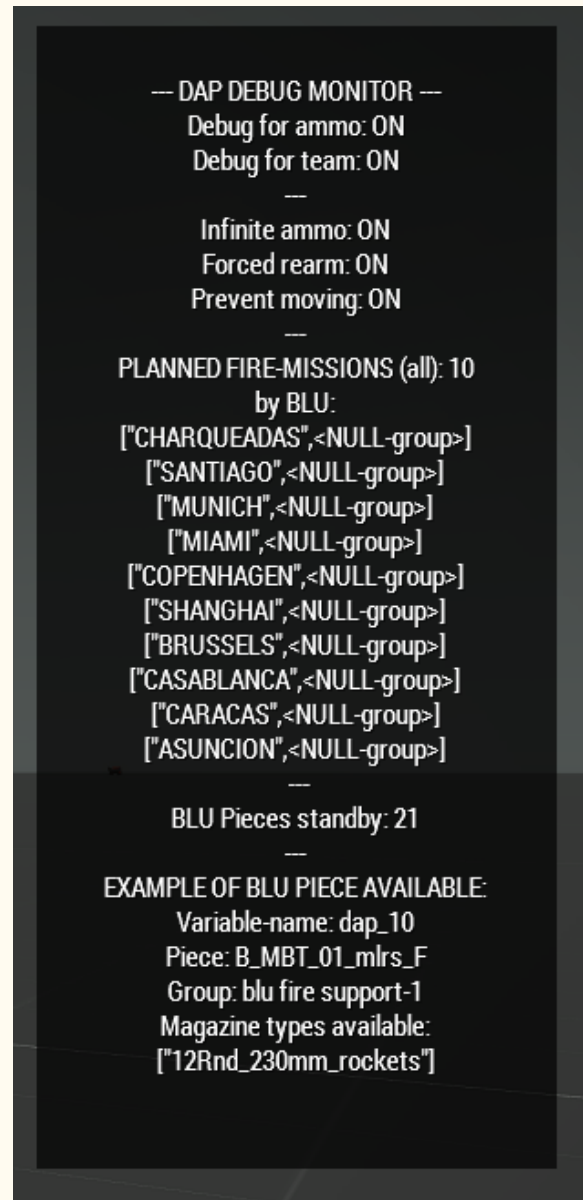 --- DAP DEBUG MONITOR ---
Debug for ammo: ON
Debug for team: ON
---
Infinite ammo: ON
Forced rearm: ON
Prevent moving: ON
---
PLANNED FIRE-MISSIONS (all): 10
by BLU:
["CHARQUEADAS",<NULL-group>]
["SANTIAGO",<NULL-group>]
["MUNICH",<NULL-group>]
["MIAMI",<NULL-group>]
["COPENHAGEN",<NULL-group>]
["SHANGHAI",<NULL-group>]
["BRUSSELS",<NULL-group>]
["CASABLANCA",<NULL-group>]
["CARACAS",<NULL-group>]
["ASUNCION",<NULL-group>]
---
BLU Pieces standby: 21
---
EXAMPLE OF BLU PIECE AVAILABLE:
Variable-name: dap_10
Piece: B_MBT_01_mlrs_F
Group: blu fire support-1
Magazine types available:
["12Rnd_230mm_rockets"]